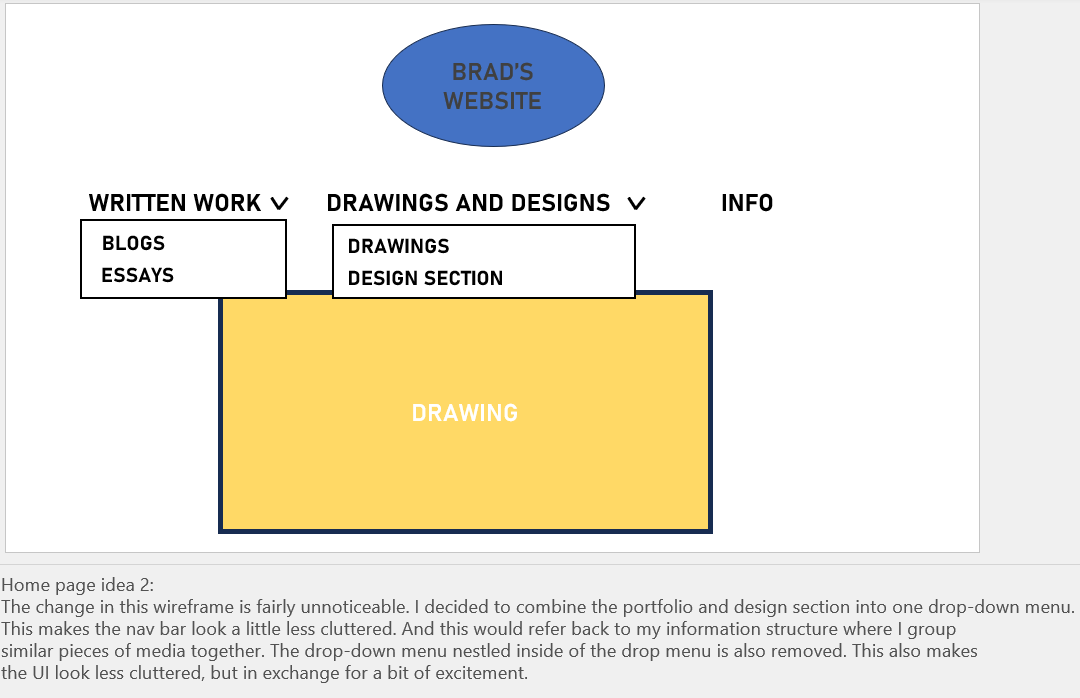 BRAD'S
WEBSITE
WRITTEN WORK
DRAWINGS AND DESIGNS
INFO
BLOGS
ESSAYS
DRAWINGS
DESIGN SECTION
DRAWING
Home page idea 2:
The change in this wireframe is fairly unnoticeable. I decided to combine the portfolio and design section into one drop-down menu.
This makes the nav bar look a little less cluttered. And this would refer back to my information structure where I group
similar pieces of media together. The drop-down menu nestled inside of the drop menu is also removed. This also makes
the UI look less cluttered, but in exchange for a bit of excitement.